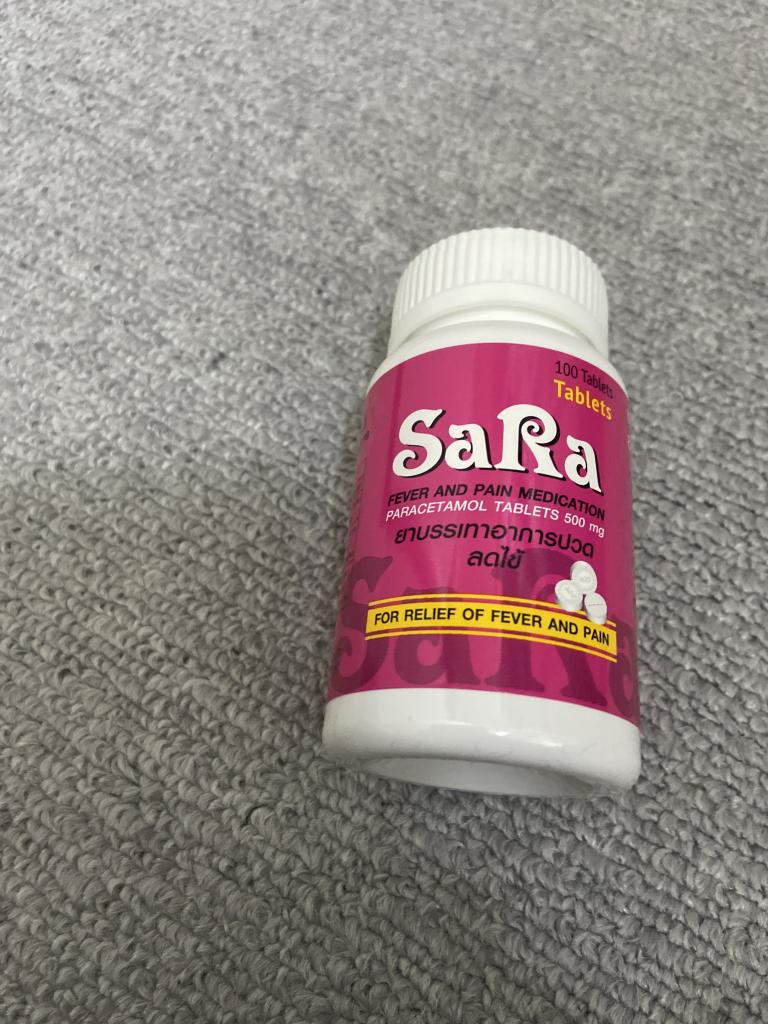 100 Tablets
Tablets
SaRa
FEVER AND PAIN MEDICATION
PARACETAMOL TABLETS 500 mg
ยาบรรเทาอาการปวด
ลดไข้
SaRa
FOR RELIEF OF FEVER AND PAIN